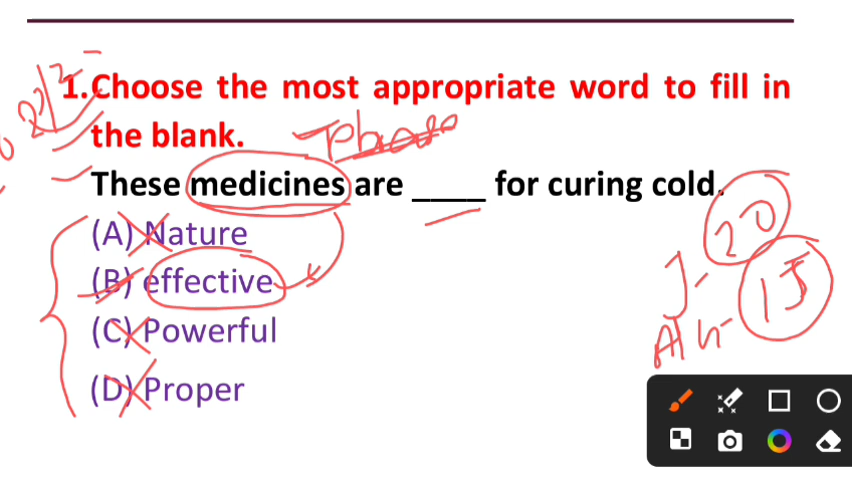 1.Choose the most appropriate word to fill in
the blank.
These medicines are ____ for curing cold.
(A) Nature
(B) effective
(C) Powerful
(D) Proper
20
15